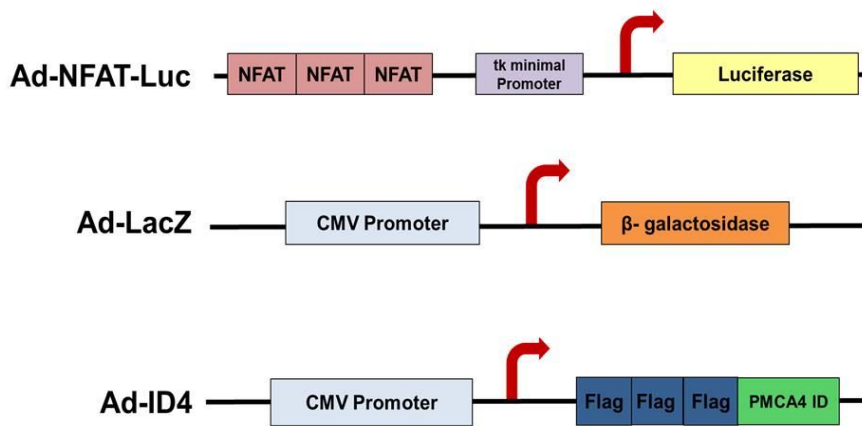 Ad-NFAT-Luc NFAT NFAT NFAT tk minimal Promoter Luciferase
Ad-LacZ CMV Promoter β- galactosidase
Ad-ID4 CMV Promoter Flag Flag Flag PMCA4 ID